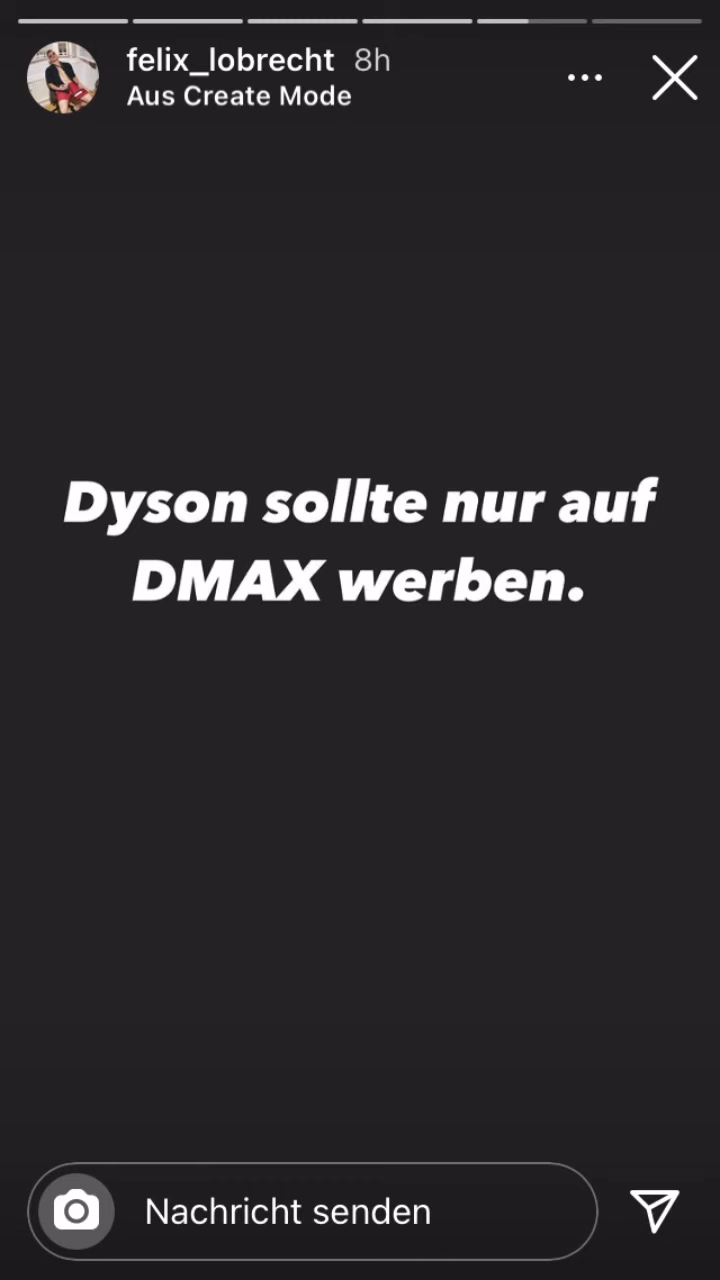 felix_lobrecht 8h
Aus Create Mode
Dyson sollte nur auf
DMAX werben.
Nachricht senden